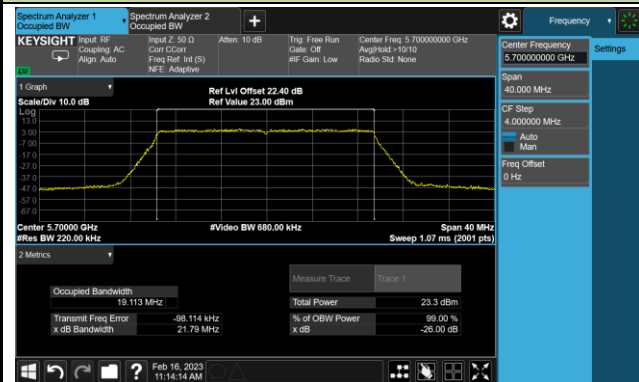 Spectrum Analyzer 1
Occupied BW
Spectrum Analyzer 2
Occupied BW
Frequency
KEYSIGHT
Input: RF
Coupling: AC
Align: Auto
Input Z: 50 Ω
Corr CCorr
Freq Ref: Int (S)
NFE: Adaptive
Atten: 10 dB
Trig: Free Run
Gate: Off
#IF Gain: Low
Center Freq: 5.700000000 GHz
Avg|Hold:>10/10
Radio Std: None
Center Frequency
5.700000000 GHz
Settings
Span
40.000 MHz
CF Step
4.000000 MHz
Auto
Man
Freq Offset
0 Hz
1 Graph
Scale/Div 10.0 dB
Ref Lvl Offset 22.40 dB
Ref Value 23.00 dBm
Log
13.0
3.00
-7.00
-17.0
-27.0
-37.0
-47.0
-57.0
-67.0
Center 5.70000 GHz
#Res BW 220.00 kHz
#Video BW 680.00 kHz
Span 40 MHz
Sweep 1.07 ms (2001 pts)
2 Metrics
Measure Trace
Trace 1
Occupied Bandwidth
19.113 MHz
Total Power
23.3 dBm
Transmit Freq Error
-98.114 kHz
% of OBW Power
99.00 %
x dB Bandwidth
21.79 MHz
x dB
-26.00 dB
Feb 16, 2023
11:14:14 AM